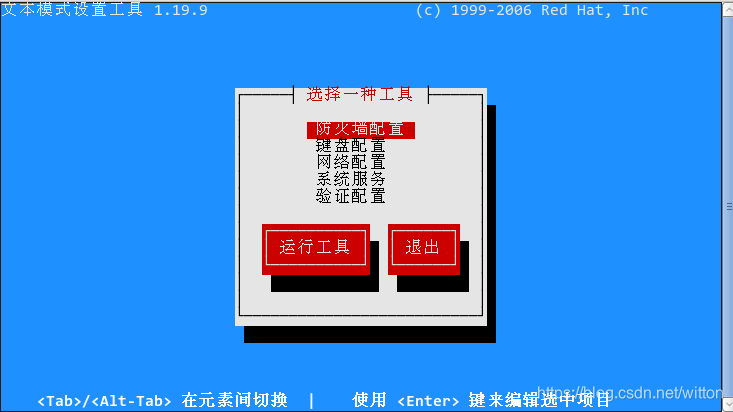 文本模式设置工具 1.19.9 (c) 1999-2006 Red Hat, Inc
选择一种工具
防火墙配置
键盘配置
网络配置
系统服务
验证配置
运行工具 退出
<Tab>/<Alt-Tab> 在元素间切换 | 使用 <Enter> 键来编辑选中项目
https://blog.csdn.net/witton